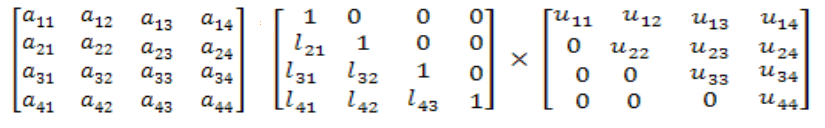 [a₁₁ a₁₂ a₁₃ a₁₄] [1 0 0 0] [u₁₁ u₁₂ u₁₃ u₁₄]
[a₂₁ a₂₂ a₂₃ a₂₄] [l₂₁ 1 0 0] × [0 u₂₂ u₂₃ u₂₄]
[a₃₁ a₃₂ a₃₃ a₃₄] [l₃₁ l₃₂ 1 0] [0 0 u₃₃ u₃₄]
[a₄₁ a₄₂ a₄₃ a₄₄] [l₄₁ l₄₂ l₄₃ 1] [0 0 0 u₄₄]